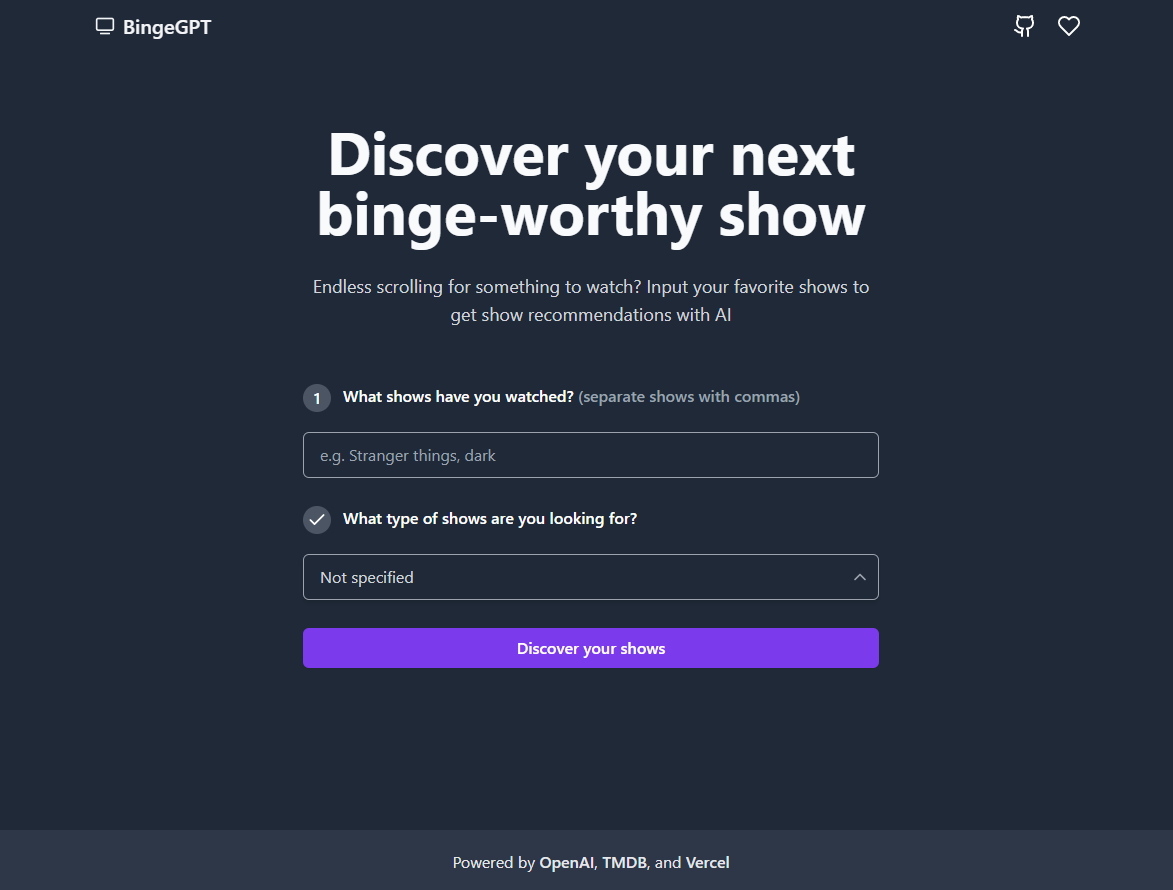 BingeGPT
Discover your next
binge-worthy show
Endless scrolling for something to watch? Input your favorite shows to
get show recommendations with AI
1 What shows have you watched? (separate shows with commas)
e.g. Stranger things, dark
What type of shows are you looking for?
Not specified
Discover your shows
Powered by OpenAI, TMDB, and Vercel